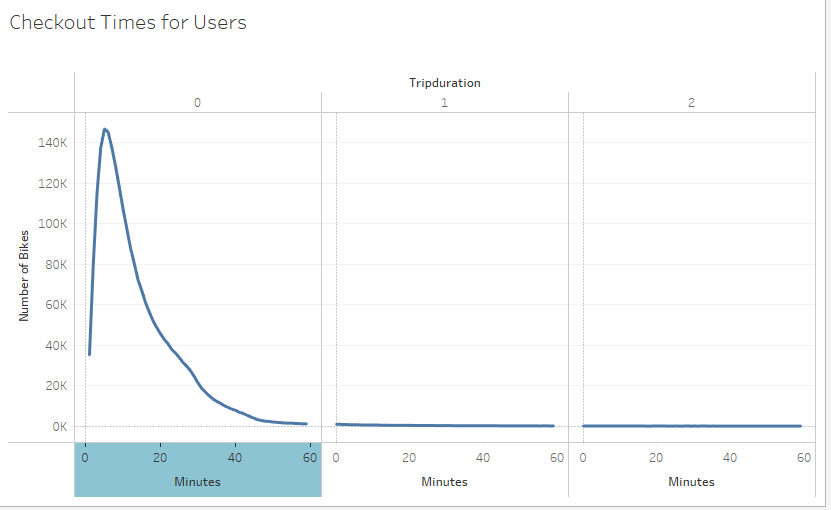 Checkout Times for Users
Tripduration
0 1 2
140K
120K
100K
80K
60K
40K
20K
0K
Number of Bikes
0 20 40 60 0 20 40 60 0 20 40 60
Minutes Minutes Minutes